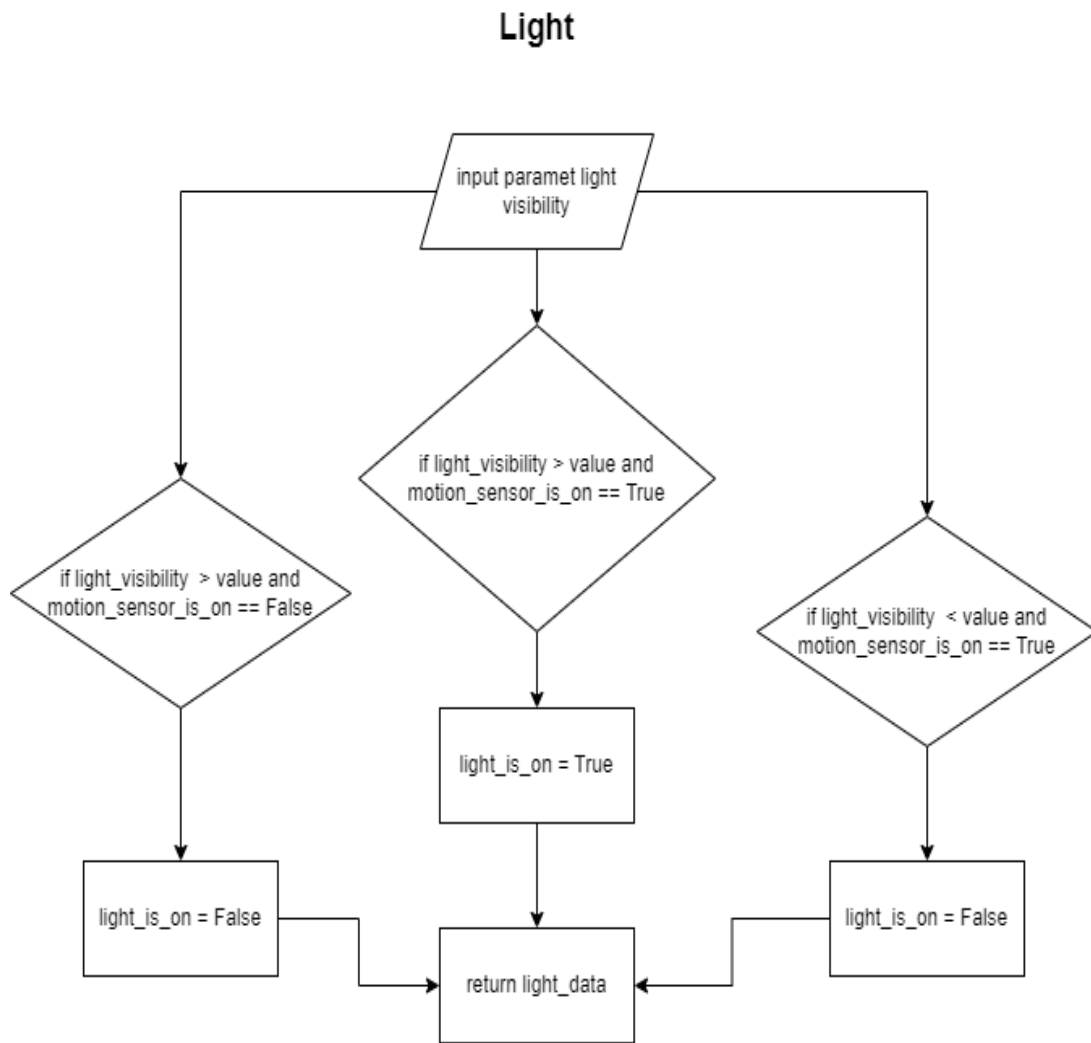 Light
input paramet light
visibility
if light_visibility > value and
motion_sensor_is_on == True
if light_visibility  > value and
motion_sensor_is_on == False
if light_visibility  < value and
motion_sensor_is_on == True
light_is_on = True
light_is_on = False
light_is_on = False
return light_data